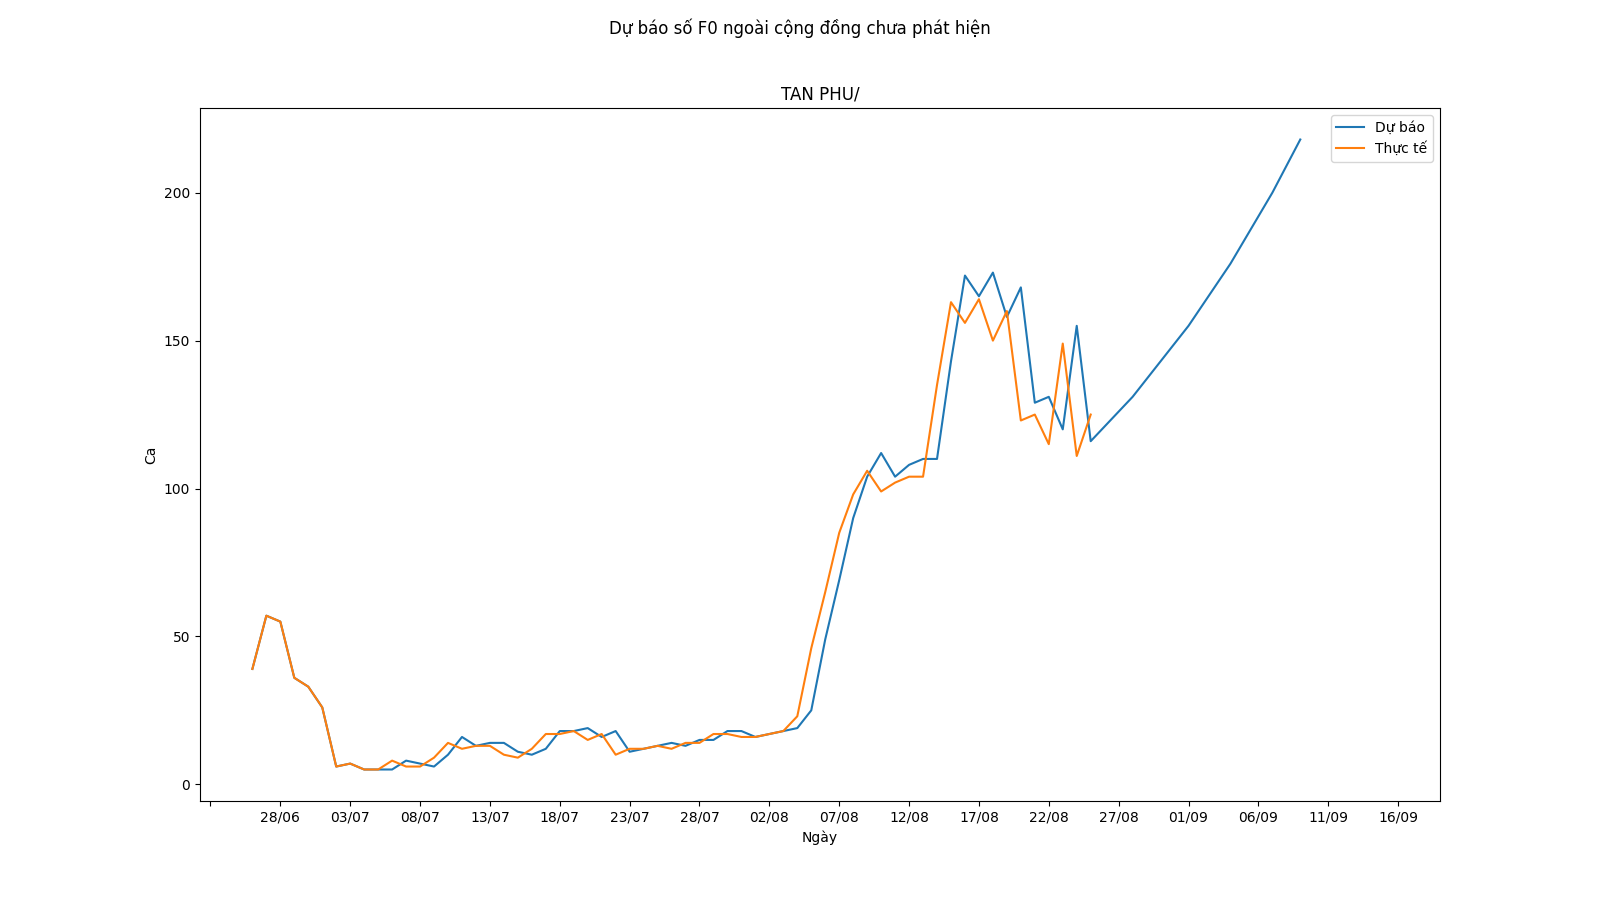 Dự báo số F0 ngoài cộng đồng chưa phát hiện
TAN PHU/
Dự báo
Thực tế
200
150
100
50
0
Ca
28/06 03/07 08/07 13/07 18/07 23/07 28/07 02/08 07/08 12/08 17/08 22/08 27/08 01/09 06/09 11/09 16/09
Ngày